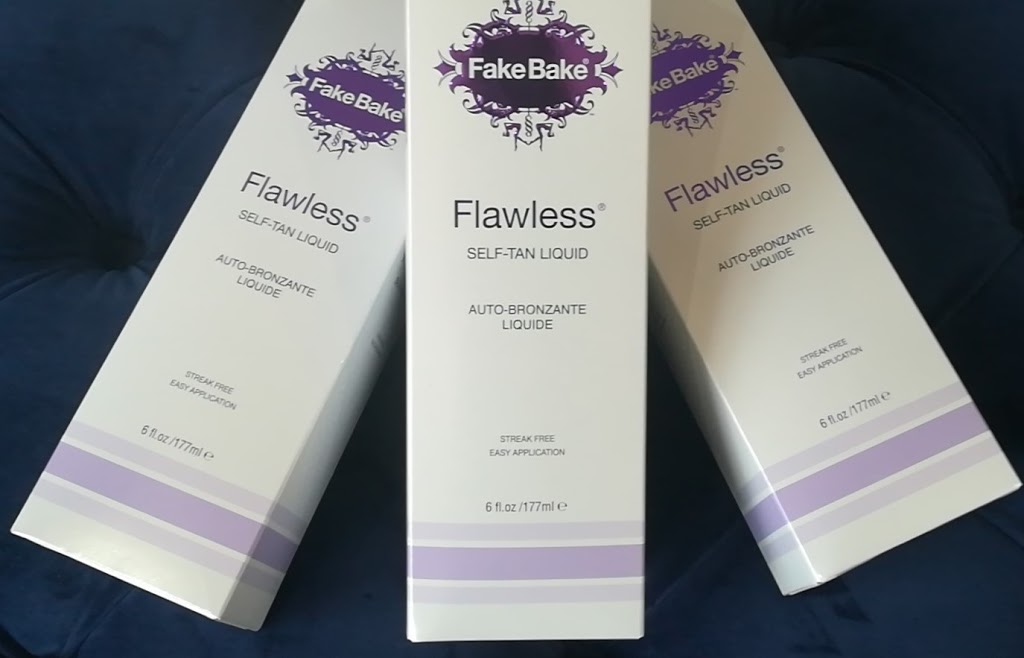 FakeBake®
Flawless®
SELF-TAN LIQUID
AUTO-BRONZANTE
LIQUIDE
STREAK FREE
EASY APPLICATION
6 fl.oz /177ml ℮
FakeBake®
Flawless®
SELF-TAN LIQUID
AUTO-BRONZANTE
LIQUIDE
STREAK FREE
EASY APPLICATION
6 fl.oz /177ml ℮
FakeBake®
Flawless®
SELF-TAN LIQUID
AUTO-BRONZANTE
LIQUIDE
STREAK FREE
EASY APPLICATION
6 fl.oz /177ml ℮